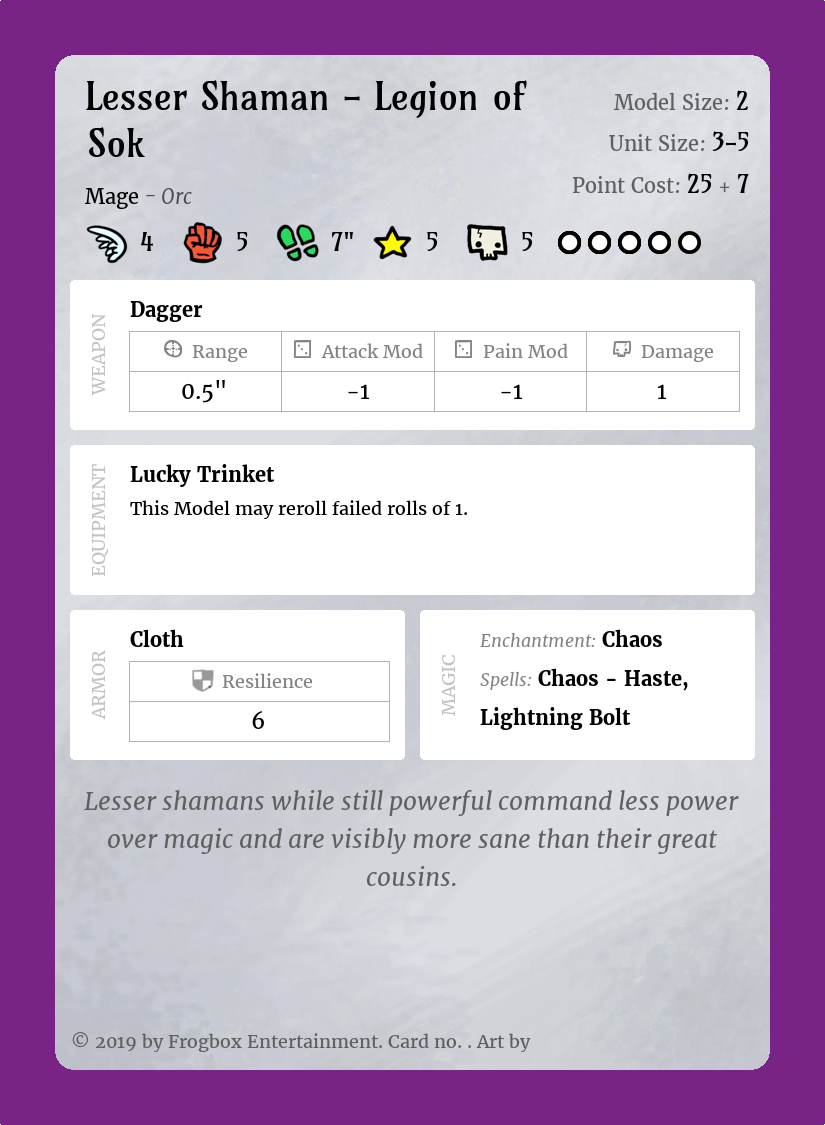 Lesser Shaman - Legion of
Sok
Model Size: 2
Unit Size: 3-5
Point Cost: 25 + 7
Mage - Orc
4 5 7" 5 5
WEAPON
Dagger
Range Attack Mod Pain Mod Damage
0.5" -1 -1 1
EQUIPMENT
Lucky Trinket
This Model may reroll failed rolls of 1.
ARMOR
Cloth
Resilience
6
MAGIC
Enchantment: Chaos
Spells: Chaos - Haste,
Lightning Bolt
Lesser shamans while still powerful command less power
over magic and are visibly more sane than their great
cousins.
© 2019 by Frogbox Entertainment. Card no. . Art by